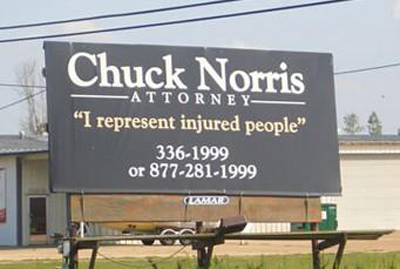 Chuck Norris
ATTORNEY
"I represent injured people"
336-1999
or 877-281-1999
LAMAR